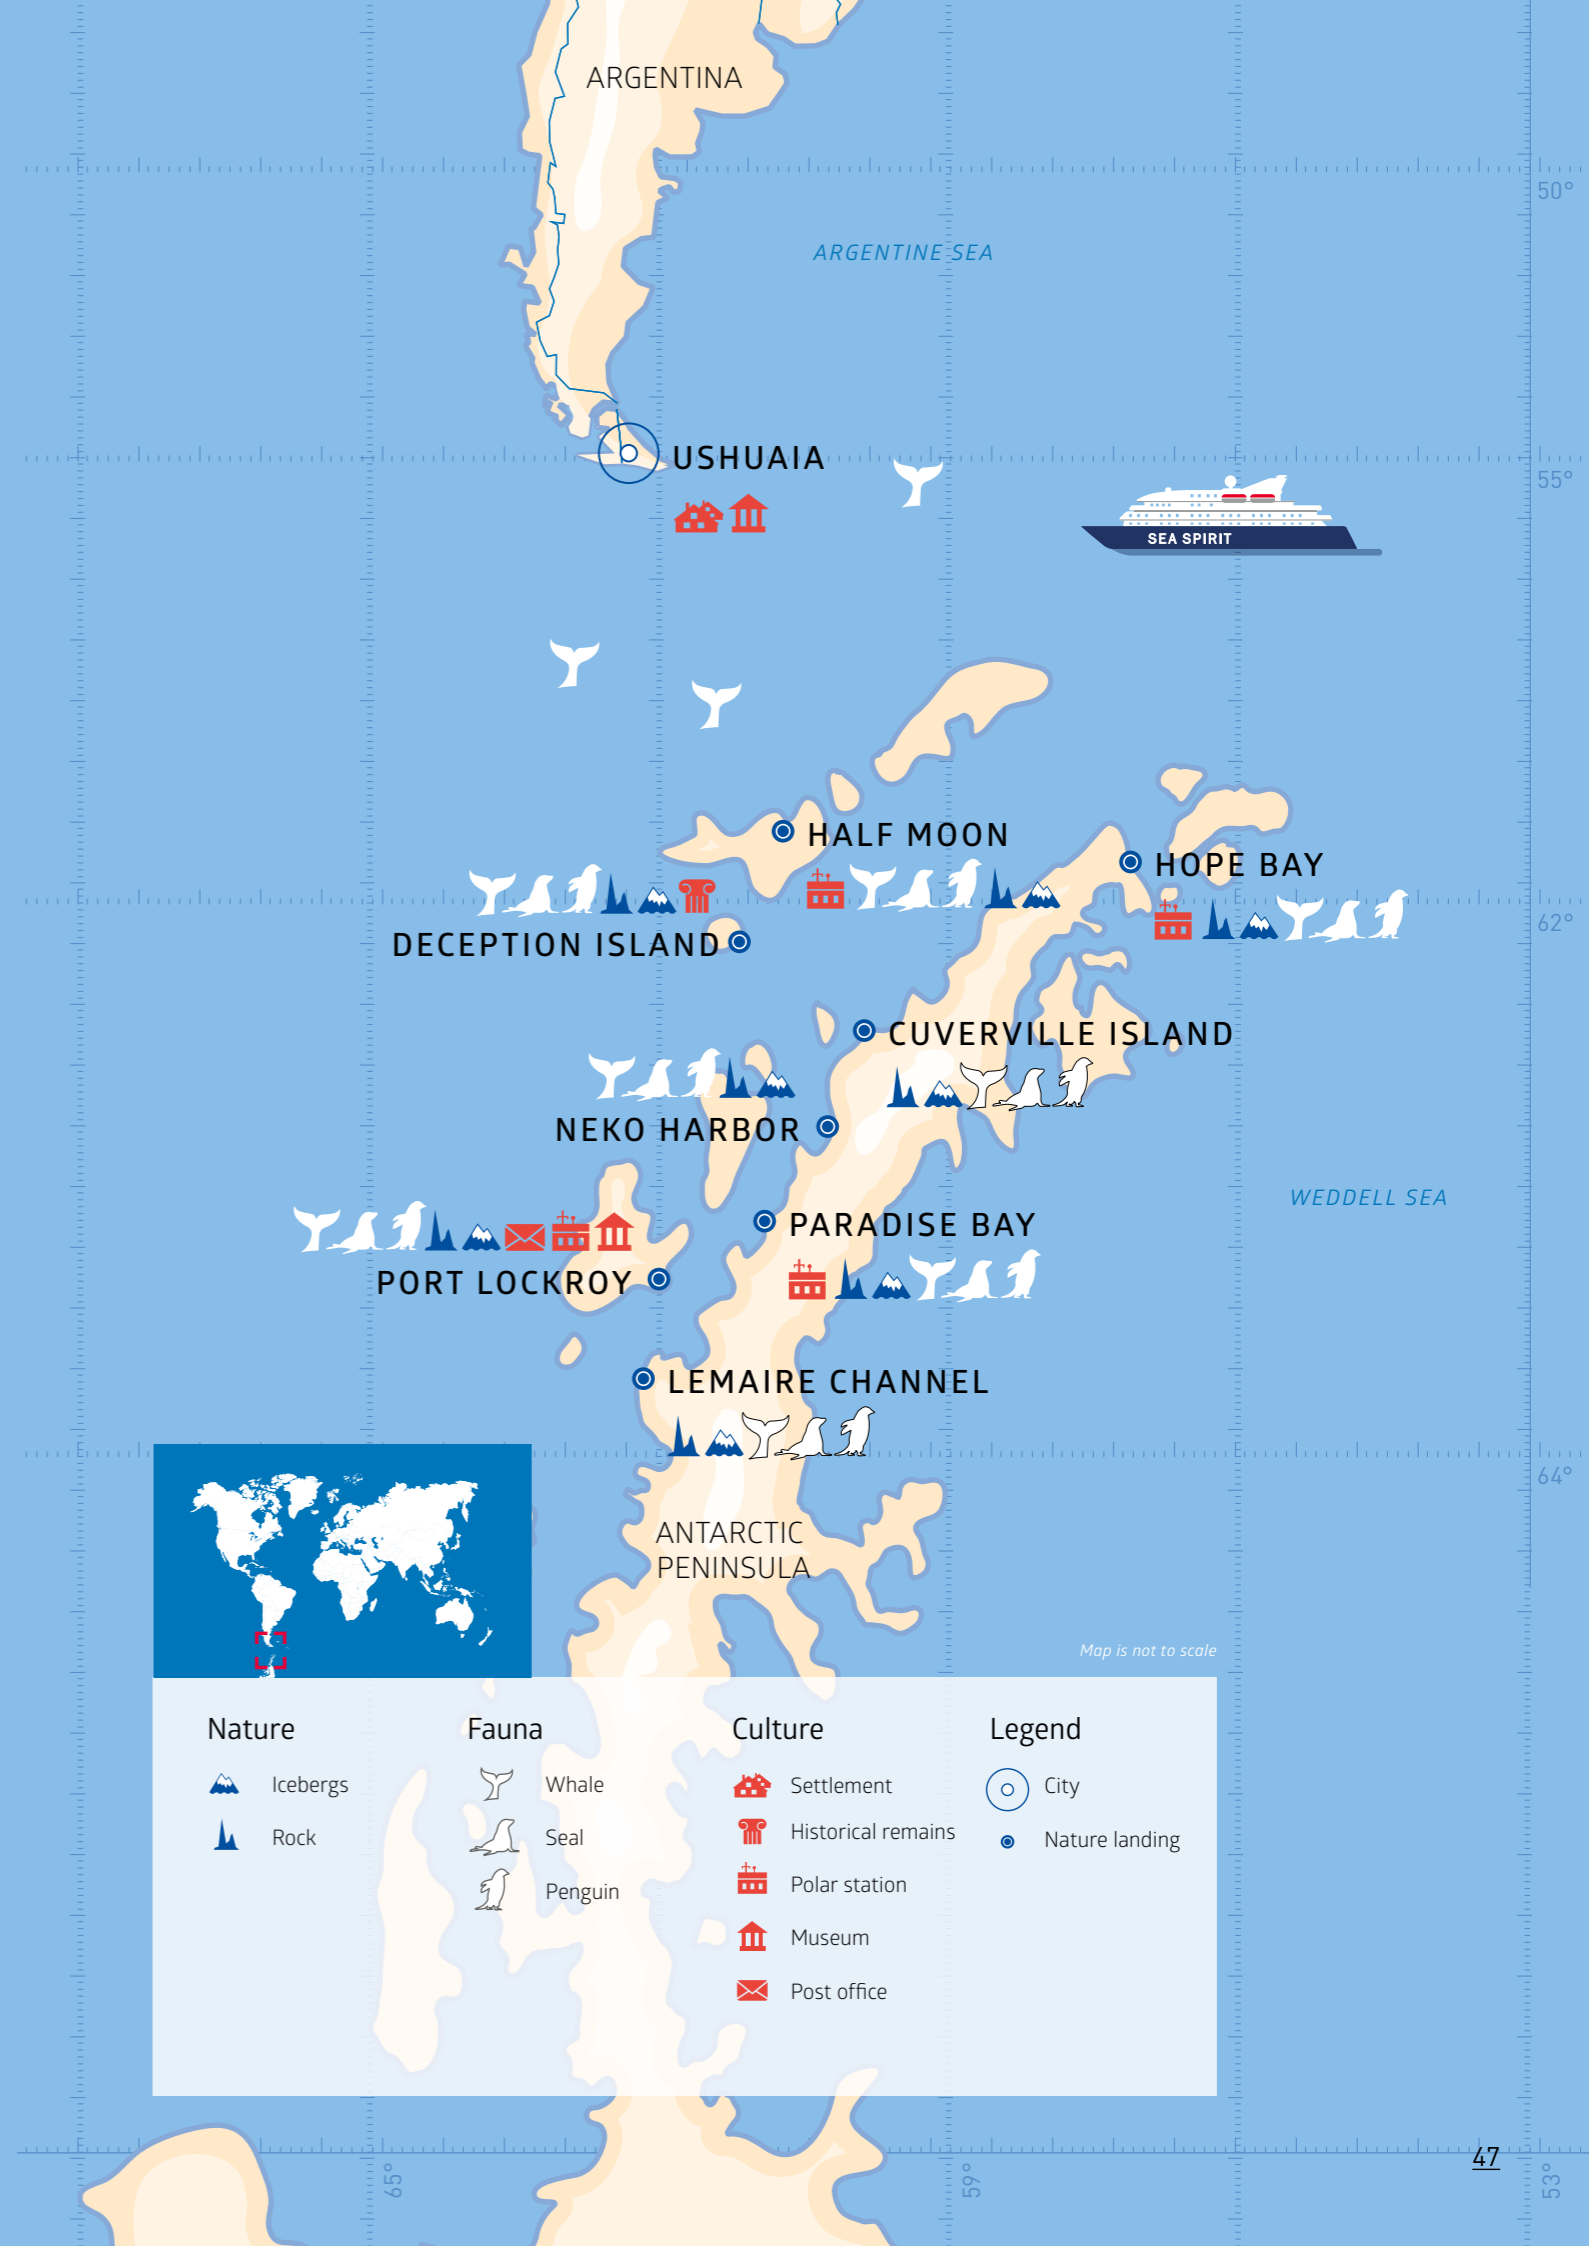 ARGENTINA
50°
ARGENTINE SEA
USHUAIA
55°
SEA SPIRIT
HALF MOON
HOPE BAY
62°
DECEPTION ISLAND
CUVERVILLE ISLAND
NEKO HARBOR
WEDDELL SEA
PARADISE BAY
PORT LOCKROY
LEMAIRE CHANNEL
64°
ANTARCTIC
PENINSULA
Map is not to scale
Nature
Icebergs
Rock
Fauna
Whale
Seal
Penguin
Culture
Settlement
Historical remains
Polar station
Museum
Post office
Legend
City
Nature landing
47
65°
59°
53°